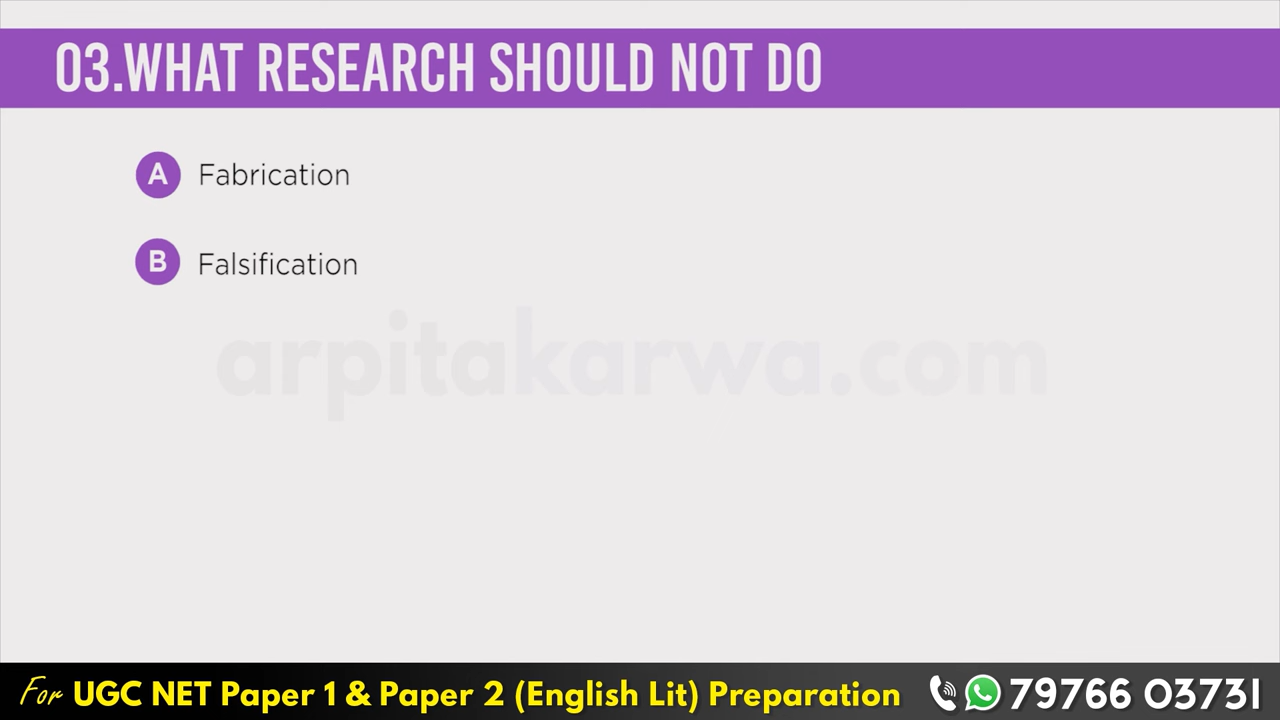 03.WHAT RESEARCH SHOULD NOT DO
A Fabrication
B Falsification
arpitakarwa.com
For UGC NET Paper 1 & Paper 2 (English Lit) Preparation 79766 03731